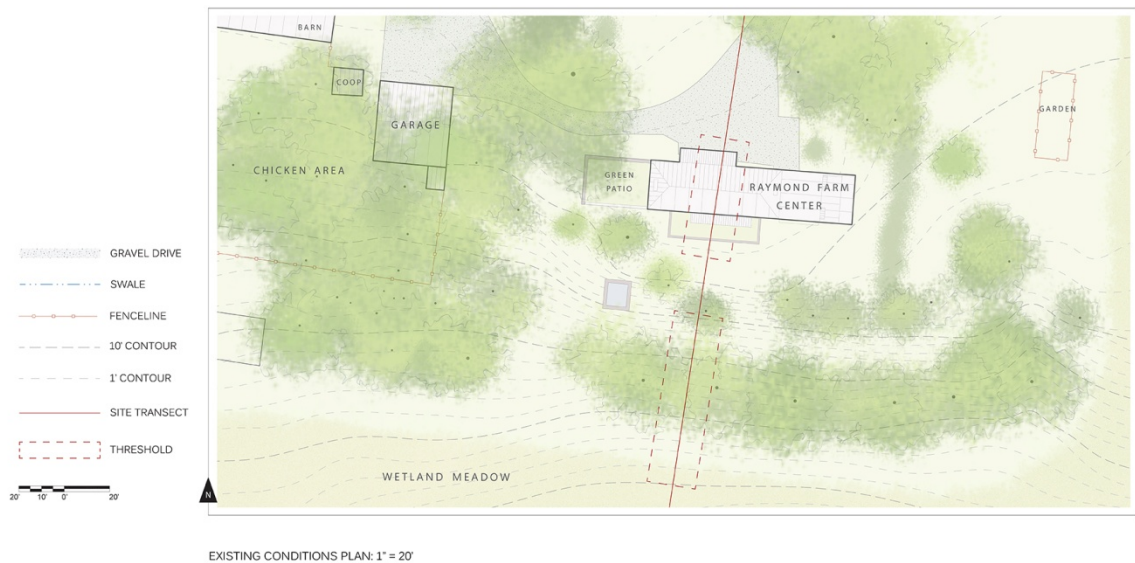 BARN
COOP
GARAGE
CHICKEN AREA
GREEN
PATIO
RAYMOND FARM
CENTER
GARDEN
GRAVEL DRIVE
SWALE
FENCELINE
10' CONTOUR
1' CONTOUR
SITE TRANSECT
THRESHOLD
20' 10' 0' 20'
N
WETLAND MEADOW
EXISTING CONDITIONS PLAN: 1" = 20'